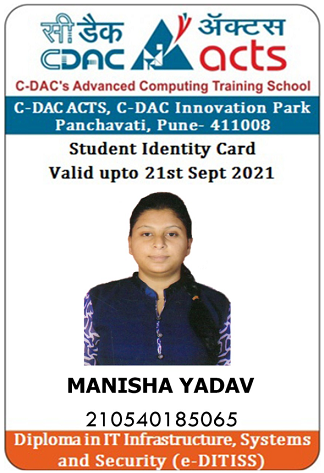 सी डैक ॲक्टस
CDAC acts
C-DAC's Advanced Computing Training School
C-DAC ACTS, C-DAC Innovation Park
Panchavati, Pune- 411008
Student Identity Card
Valid upto 21st Sept 2021
MANISHA YADAV
210540185065
Diploma in IT Infrastructure, Systems
and Security (e-DITISS)